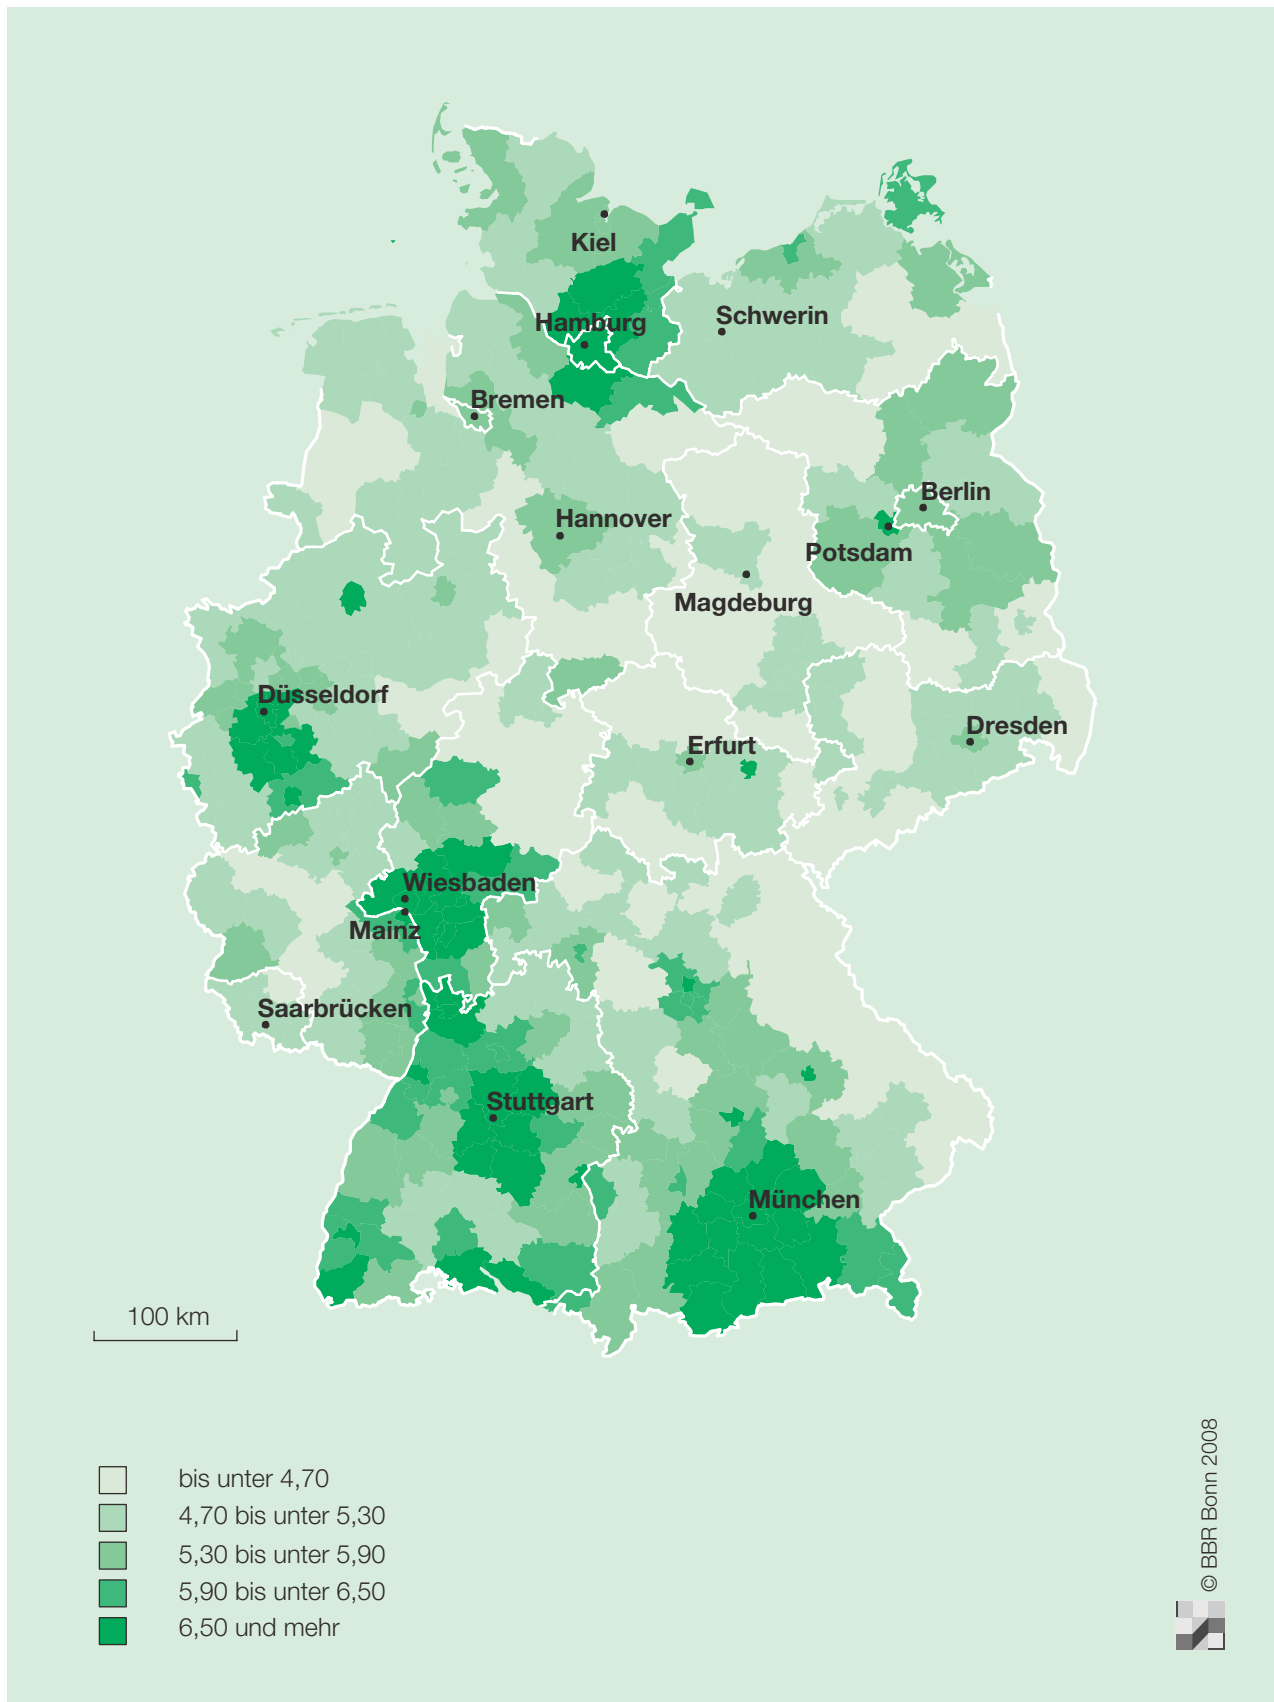 Kiel
Hamburg
Schwerin
Bremen
Berlin
Hannover
Potsdam
Magdeburg
Düsseldorf
Dresden
Erfurt
Wiesbaden
Mainz
Saarbrücken
Stuttgart
München
100 km
bis unter 4,70
4,70 bis unter 5,30
5,30 bis unter 5,90
5,90 bis unter 6,50
6,50 und mehr
© BBR Bonn 2008